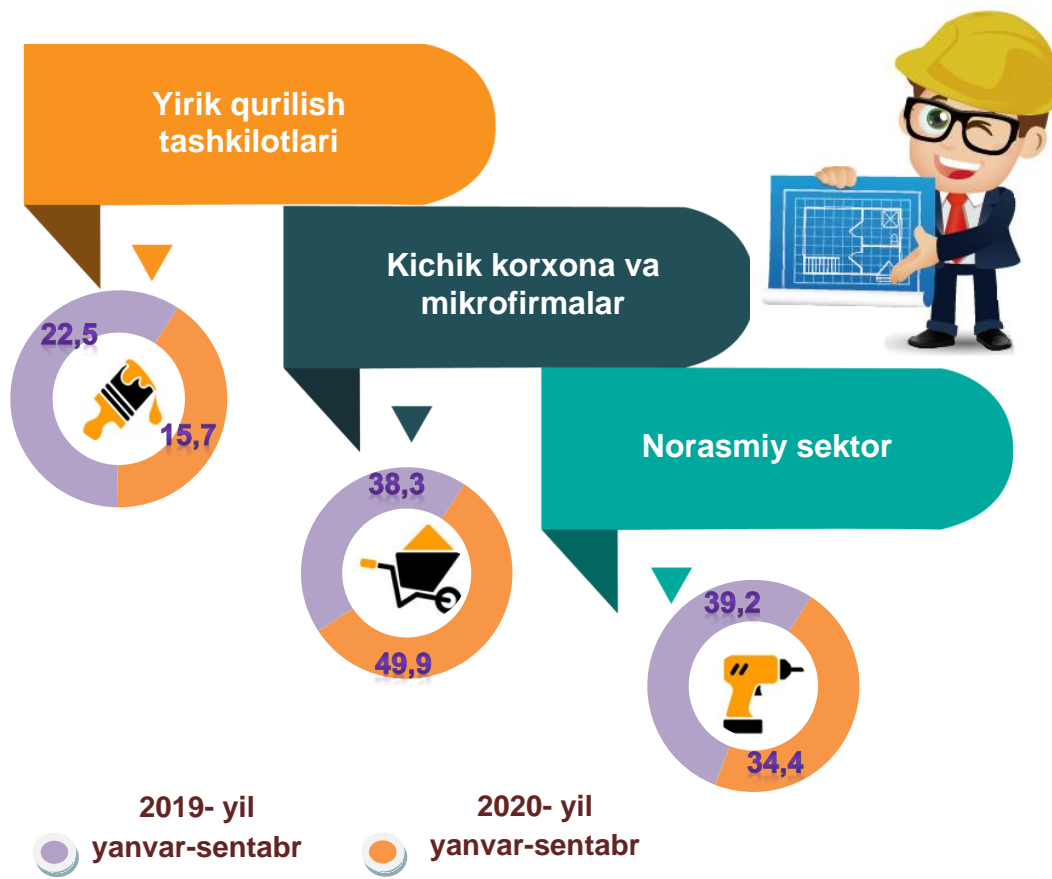 Yirik qurilish
tashkilotlari
Kichik korxona va
mikrofirmalar
Norasmiy sektor
22,5
15,7
38,3
49,9
39,2
34,4
2019- yil
yanvar-sentabr
2020- yil
yanvar-sentabr